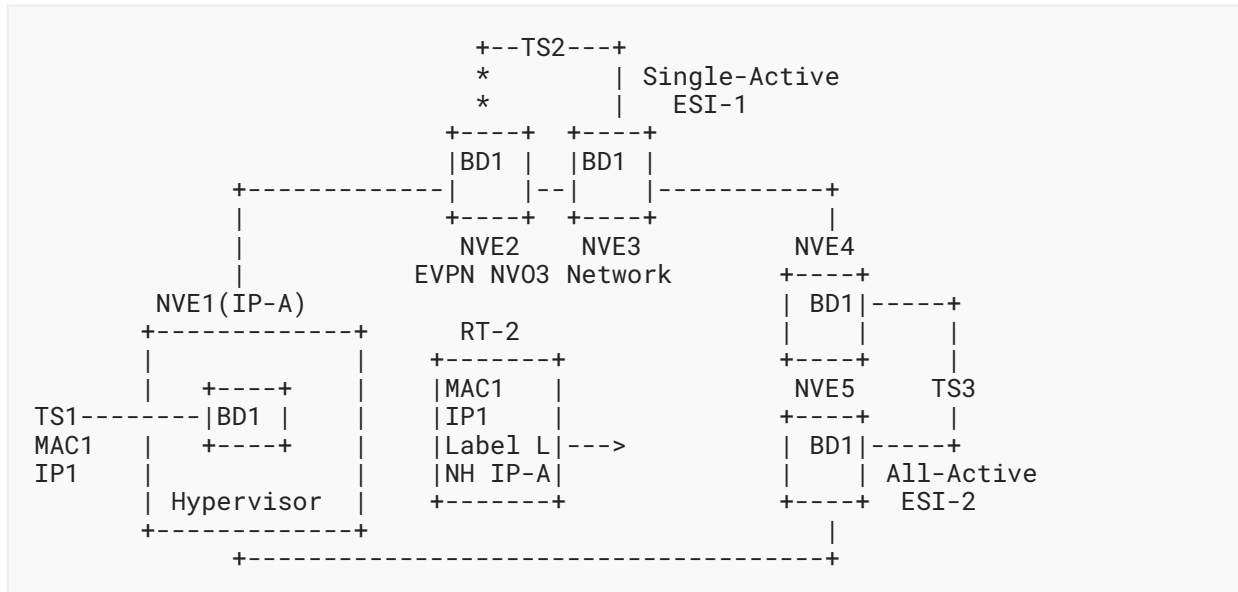 +--TS2---+
* | Single-Active
* | ESI-1
+----+ +----+
|BD1 | |BD1 |
+-------------| |--| |-----------+
| +----+ +----+ |
| NVE2 NVE3 NVE4
| EVPN NVO3 Network +----+
NVE1(IP-A) | BD1|-----+
+-------------+ RT-2 | | |
| | +-------+ +----+ |
| +----+ | |MAC1 | NVE5 TS3
TS1--------|BD1 | | |IP1 | +----+ |
MAC1 | +----+ | |Label L|---> | BD1|-----+
IP1 | | |NH IP-A| | | All-Active
| Hypervisor | +-------+ +----+ ESI-2
+-------------+ |
+--------------------------------------+